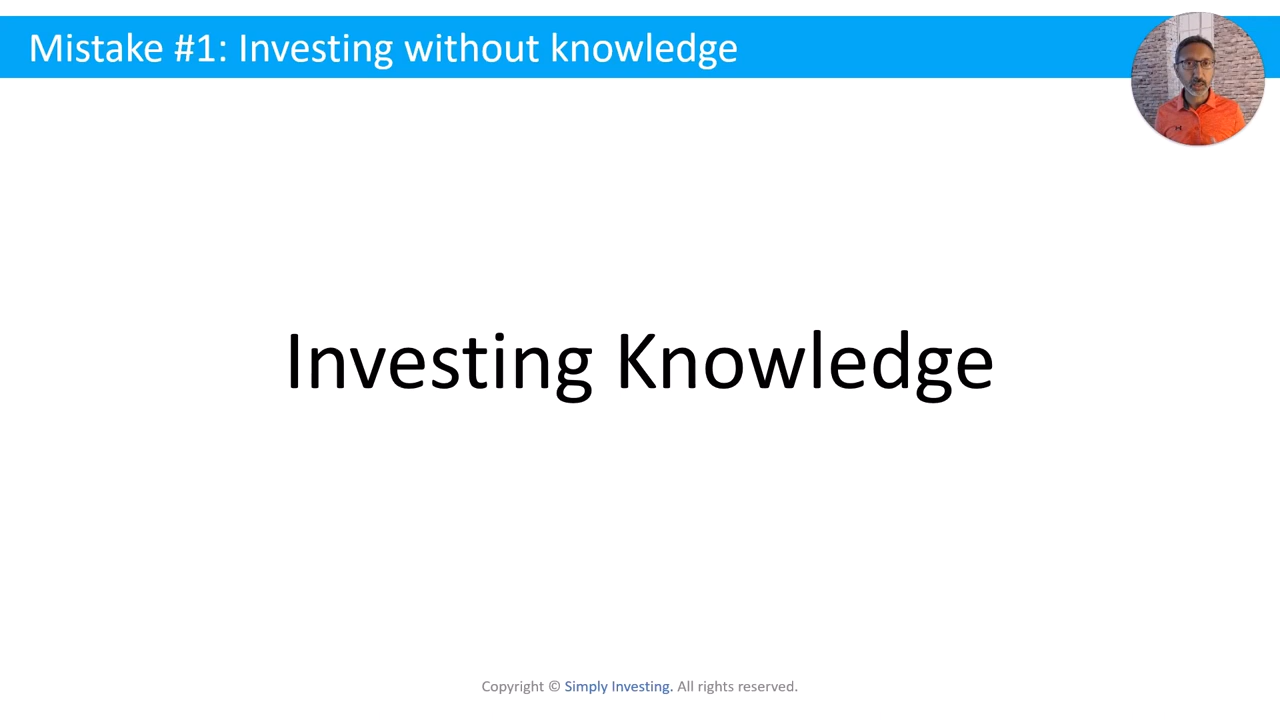 Mistake #1: Investing without knowledge
Investing Knowledge
Copyright © Simply Investing. All rights reserved.